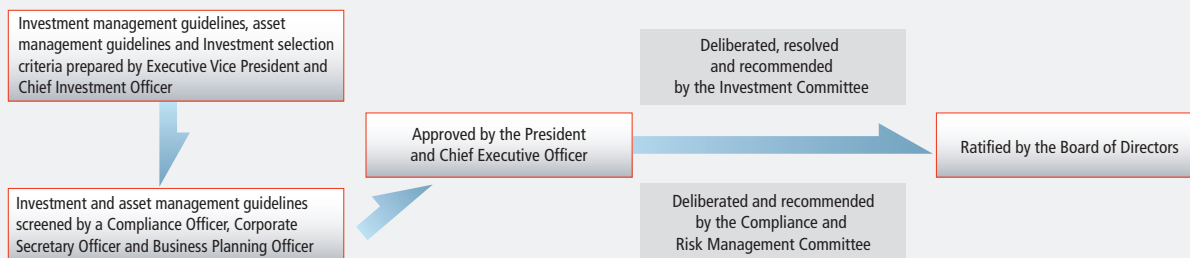 Investment management guidelines, asset
management guidelines and Investment selection
criteria prepared by Executive Vice President and
Chief Investment Officer
Investment and asset management guidelines
screened by a Compliance Officer, Corporate
Secretary Officer and Business Planning Officer
Approved by the President
and Chief Executive Officer
Deliberated, resolved
and recommended
by the Investment Committee
Deliberated and recommended
by the Compliance and
Risk Management Committee
Ratified by the Board of Directors